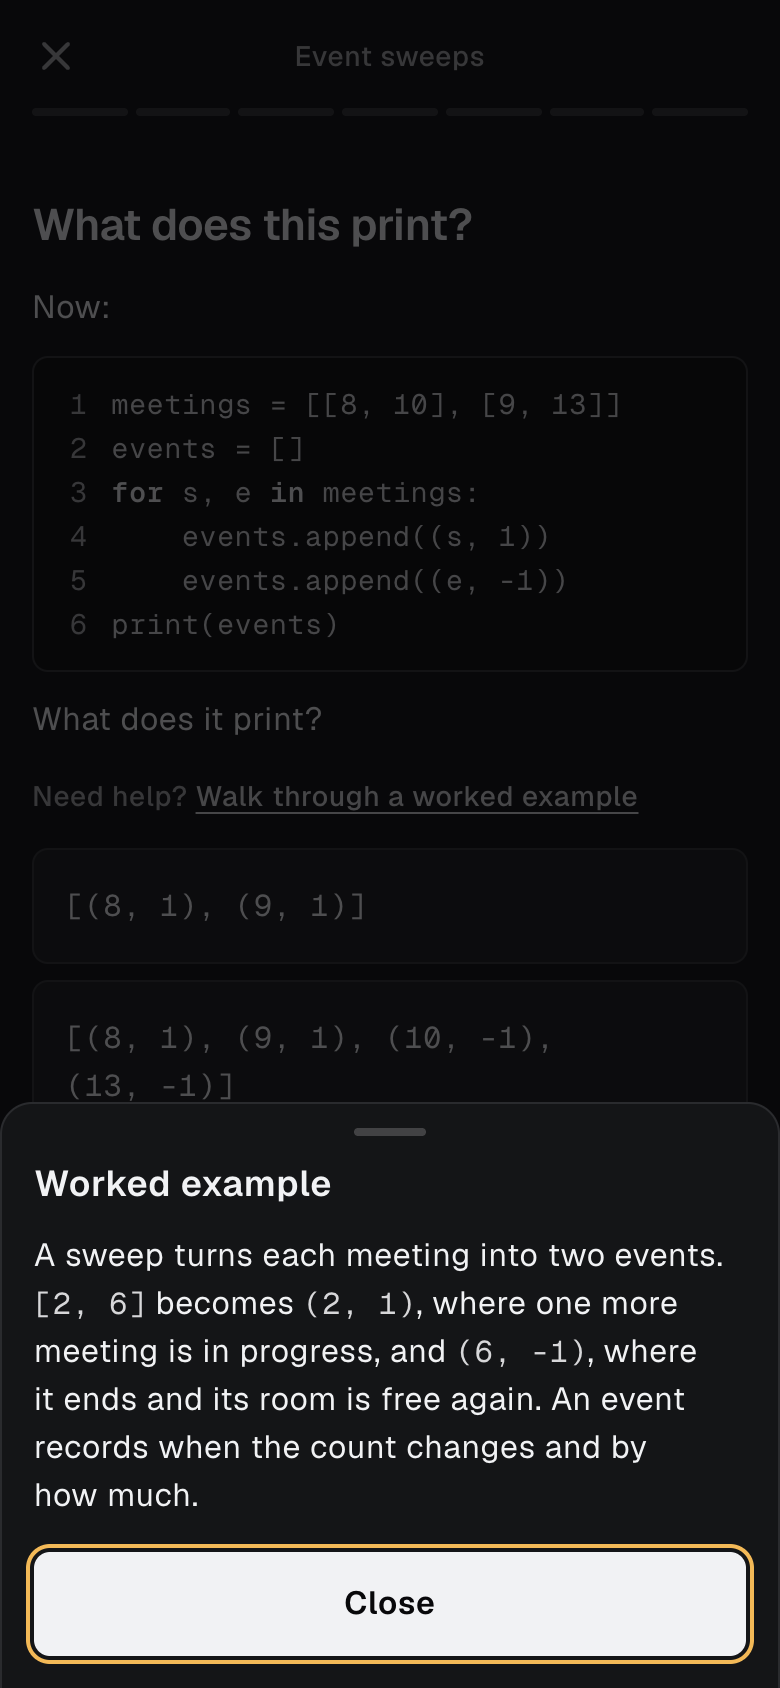 Event sweeps
What does this print?
Now:
1 meetings = [[8, 10], [9, 13]]
2 events = []
3 for s, e in meetings:
4     events.append((s, 1))
5     events.append((e, -1))
6 print(events)
What does it print?
Need help? Walk through a worked example
[(8, 1), (9, 1)]
[(8, 1), (9, 1), (10, -1),
(13, -1)]
Worked example
A sweep turns each meeting into two events.
[2, 6] becomes (2, 1), where one more
meeting is in progress, and (6, -1), where
it ends and its room is free again. An event
records when the count changes and by
how much.
Close